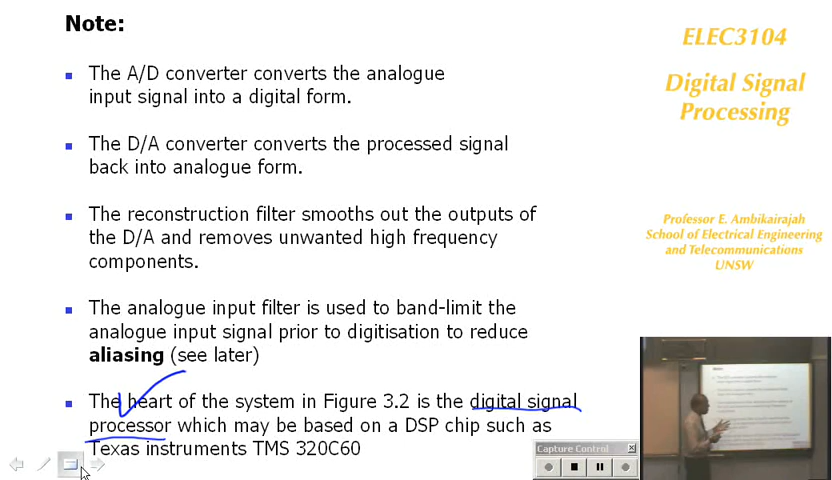 Note:
The A/D converter converts the analogue
input signal into a digital form.
The D/A converter converts the processed signal
back into analogue form.
The reconstruction filter smooths out the outputs of
the D/A and removes unwanted high frequency
components.
The analogue input filter is used to band-limit the
analogue input signal prior to digitisation to reduce
aliasing (see later)
The heart of the system in Figure 3.2 is the digital signal
processor which may be based on a DSP chip such as
Texas instruments TMS 320C60
ELEC3104
Digital Signal
Processing
Professor E. Ambikairajah
School of Electrical Engineering
and Telecommunications
UNSW
Capture Control